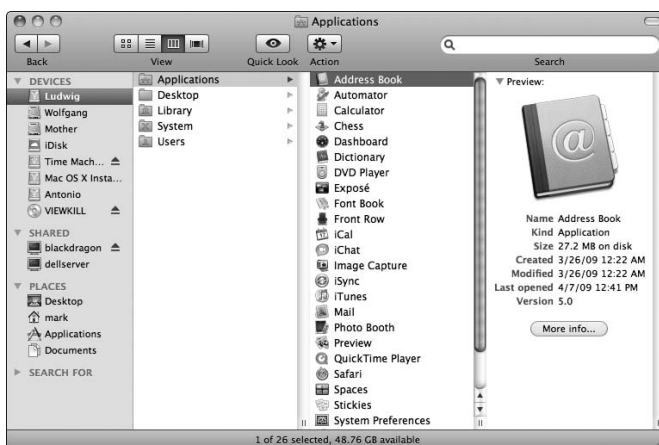 Applications
Back
View
Quick Look
Action
Search
DEVICES
Ludwig
Wolfgang
Mother
iDisk
Time Mach...
Mac OS X Insta...
Antonio
VIEWKILL
SHARED
blackdragon
dellserver
PLACES
Desktop
mark
Applications
Documents
SEARCH FOR
Applications
Desktop
Library
System
Users
Address Book
Automator
Calculator
Chess
Dashboard
Dictionary
DVD Player
Exposé
Font Book
Front Row
iCal
iChat
Image Capture
iSync
iTunes
Mail
Photo Booth
Preview
QuickTime Player
Safari
Spaces
Stickies
System Preferences
Preview:
@
Name Address Book
Kind Application
Size 27.2 MB on disk
Created 3/26/09 12:22 AM
Modified 3/26/09 12:22 AM
Last opened 4/7/09 12:41 PM
Version 5.0
More info...
1 of 26 selected, 48.76 GB available